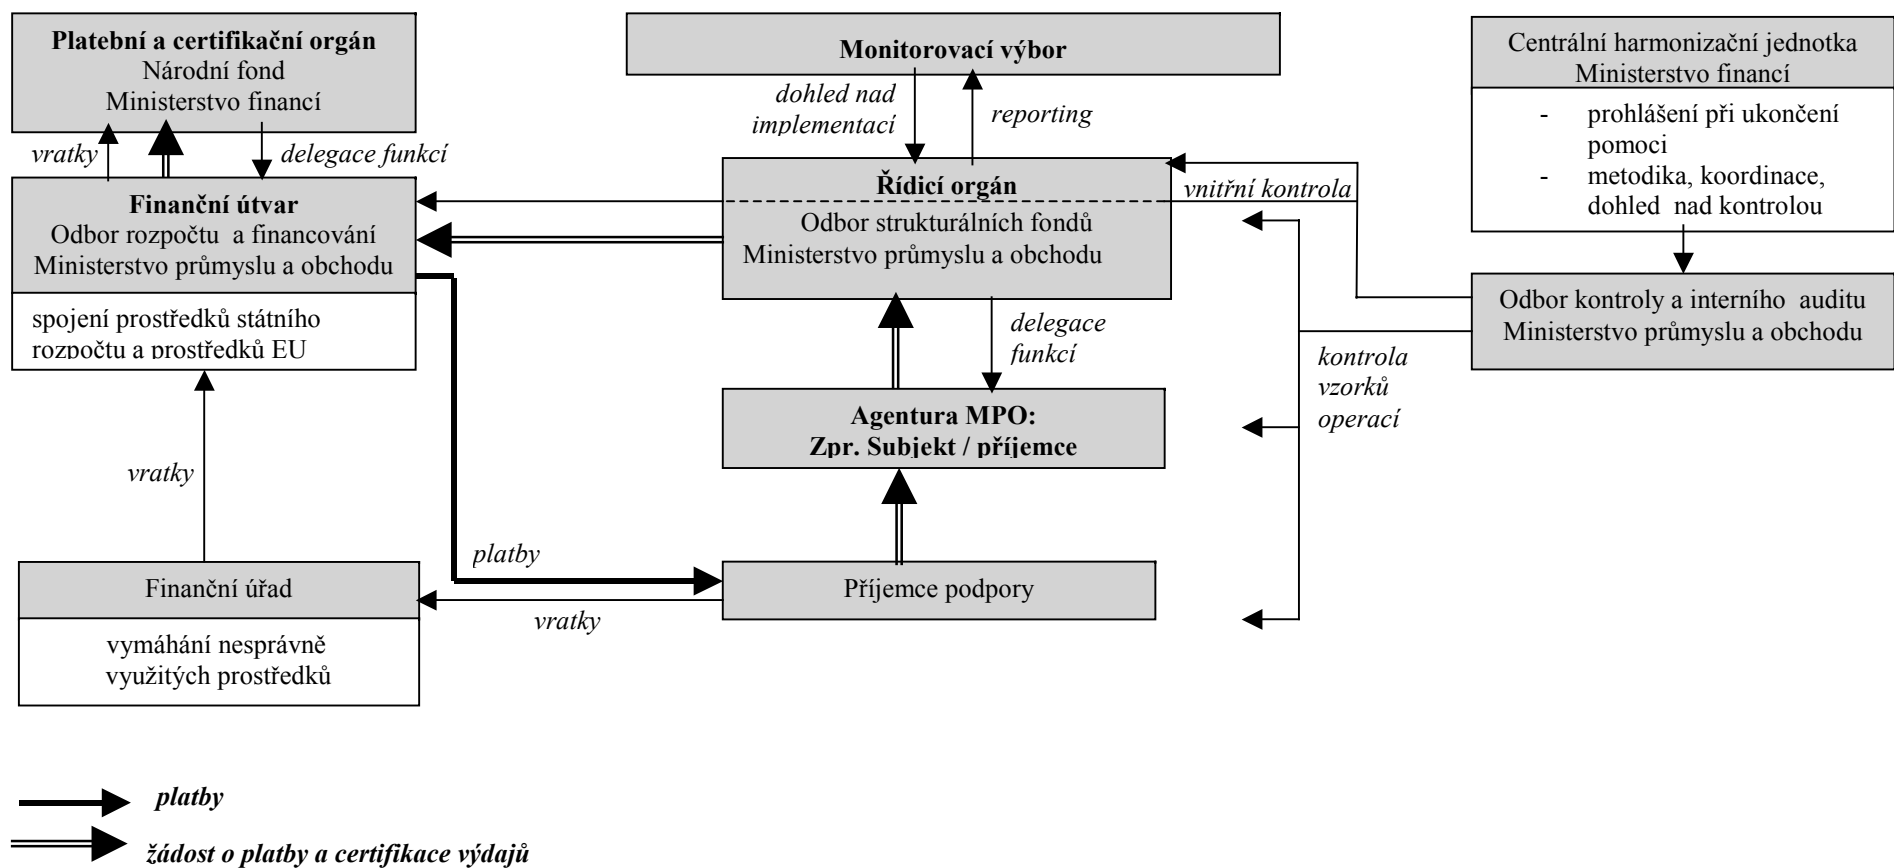 Platební a certifikační orgán
Národní fond
Ministerstvo financí
Monitorovací výbor
Centrální harmonizační jednotka
Ministerstvo financí
- prohlášení při ukončení
pomoci
- metodika, koordinace,
dohled nad kontrolou
vratky
delegace funkcí
dohled nad
implementací
reporting
Finanční útvar
Odbor rozpočtu a financování
Ministerstvo průmyslu a obchodu
spojení prostředků státního
rozpočtu a prostředků EU
Řídicí orgán
Odbor strukturálních fondů
Ministerstvo průmyslu a obchodu
vnitřní kontrola
Odbor kontroly a interního auditu
Ministerstvo průmyslu a obchodu
delegace
funkcí
kontrola
vzorků
operací
Agentura MPO:
Zpr. Subjekt / příjemce
vratky
platby
Finanční úřad
vymáhání nesprávně
využitých prostředků
vratky
Příjemce podpory
platby
žádost o platby a certifikace výdajů